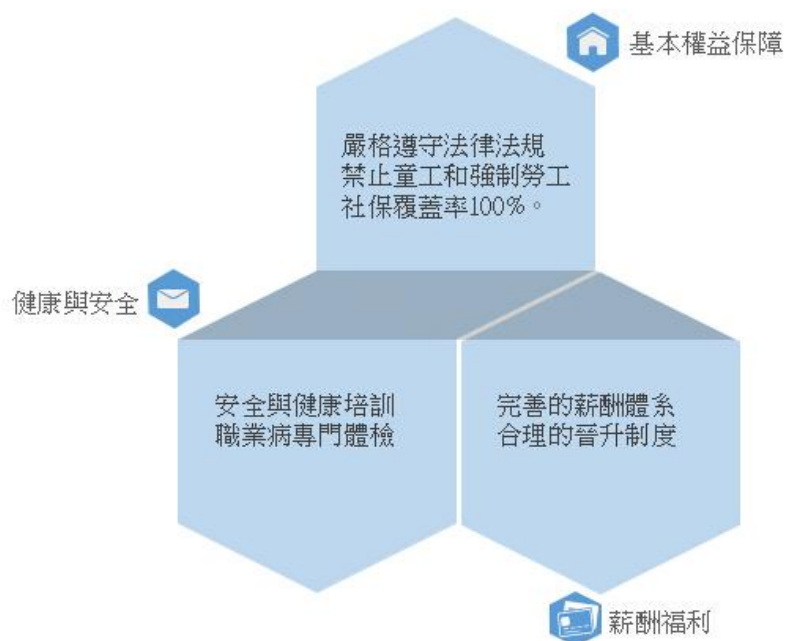 基本權益保障
嚴格遵守法律法規
禁止童工和強制勞工
社保覆蓋率100%。
健康與安全
安全與健康培訓
職業病專門體檢
完善的薪酬體系
合理的晉升制度
薪酬福利